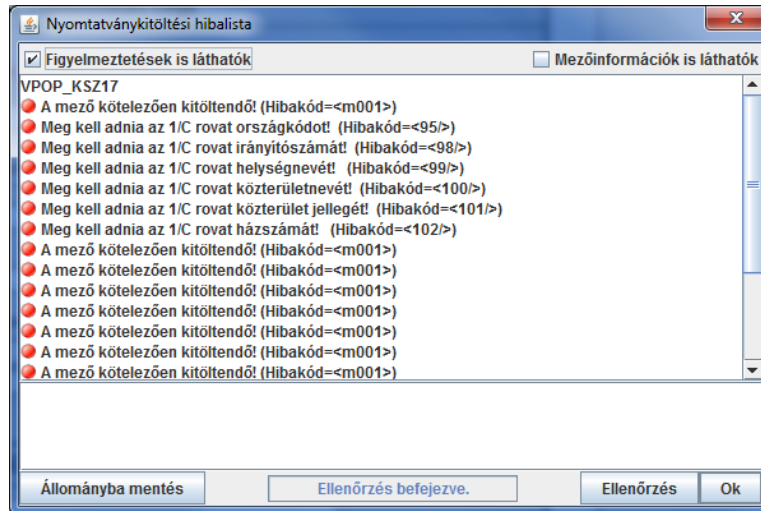 Nyomtatványkitöltési hibalista
Figyelmeztetések is láthatók Mezőinformációk is láthatók
VPOP_KSZ17
A mező kötelezően kitöltendő! (Hibakód=<m001>)
Meg kell adnia az 1/C rovat országkódot! (Hibakód=<95/>)
Meg kell adnia az 1/C rovat irányítószámát! (Hibakód=<98/>)
Meg kell adnia az 1/C rovat helységnevét! (Hibakód=<99/>)
Meg kell adnia az 1/C rovat közterületnevét! (Hibakód=<100/>)
Meg kell adnia az 1/C rovat közterület jellegét! (Hibakód=<101/>)
Meg kell adnia az 1/C rovat házszámát! (Hibakód=<102/>)
A mező kötelezően kitöltendő! (Hibakód=<m001>)
A mező kötelezően kitöltendő! (Hibakód=<m001>)
A mező kötelezően kitöltendő! (Hibakód=<m001>)
A mező kötelezően kitöltendő! (Hibakód=<m001>)
A mező kötelezően kitöltendő! (Hibakód=<m001>)
A mező kötelezően kitöltendő! (Hibakód=<m001>)
A mező kötelezően kitöltendő! (Hibakód=<m001>)
Állományba mentés Ellenőrzés befejezve. Ellenőrzés Ok